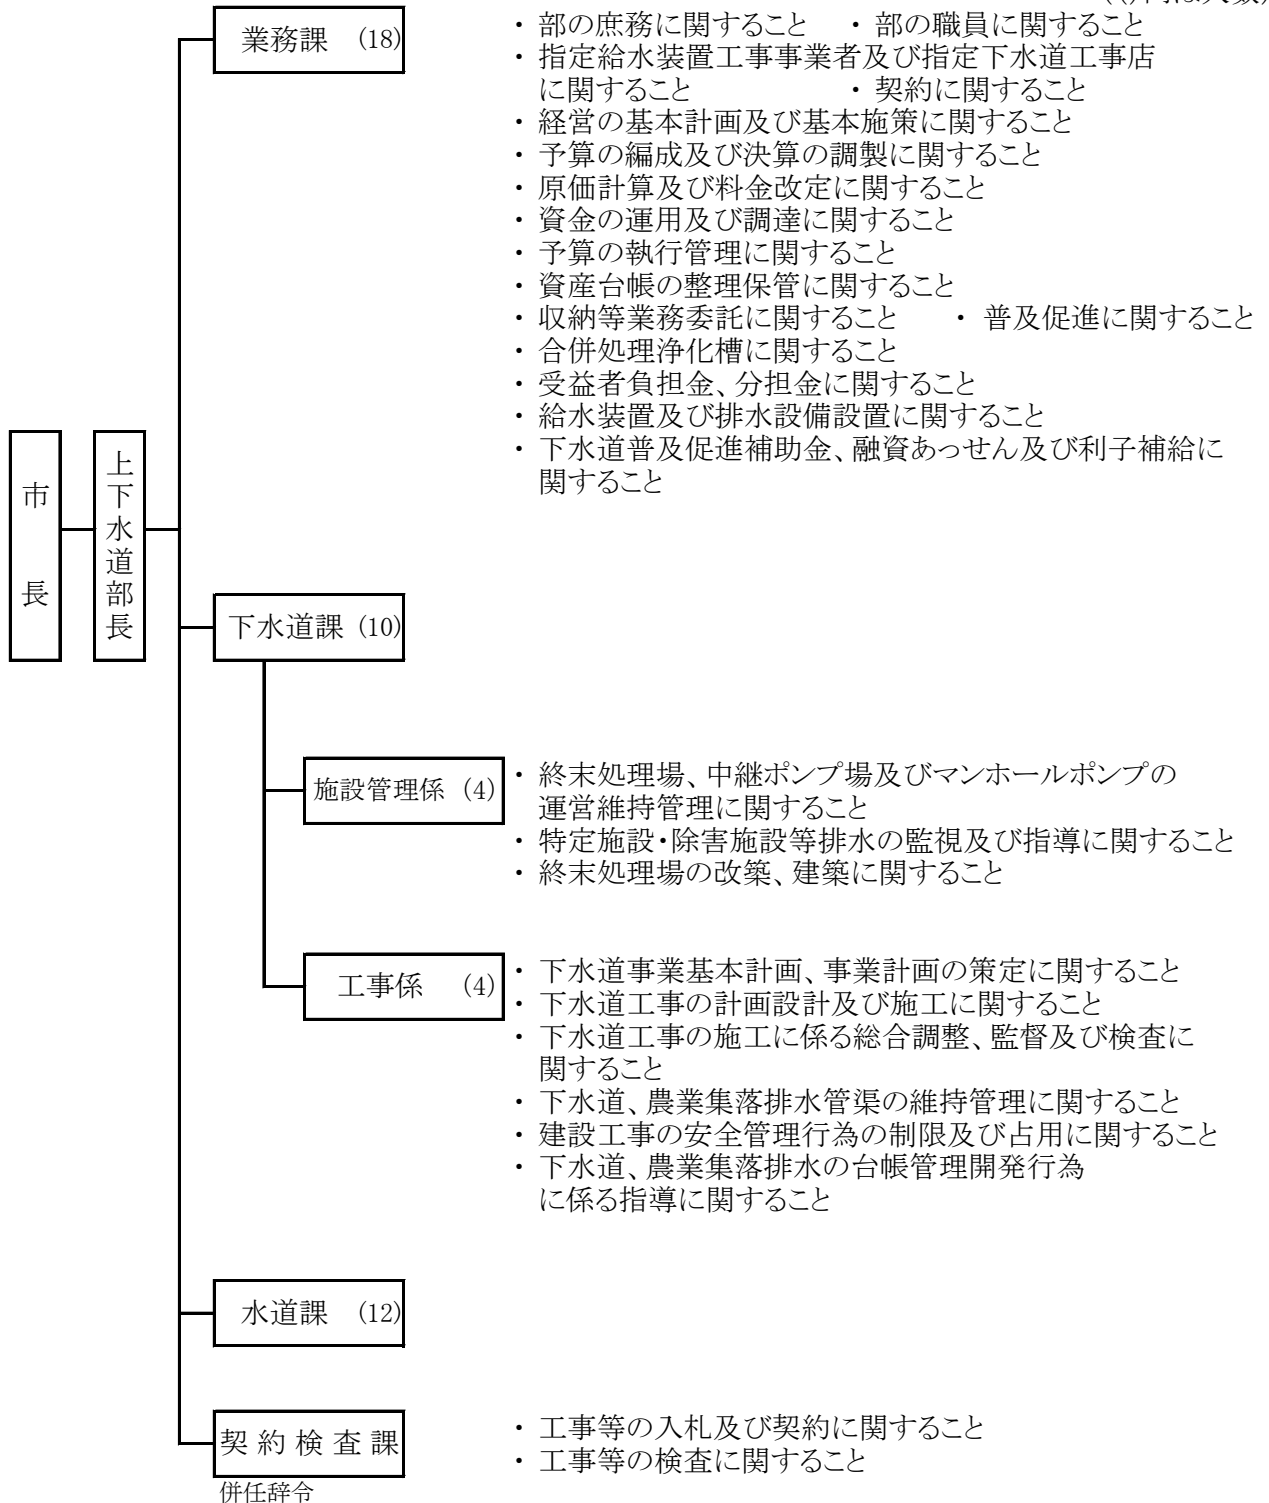 業務課 (18)
・ 部の庶務に関すること ・ 部の職員に関すること
・ 指定給水装置工事事業者及び指定下水道工事店
に関すること ・ 契約に関すること
・ 経営の基本計画及び基本施策に関すること
・ 予算の編成及び決算の調製に関すること
・ 原価計算及び料金改定に関すること
・ 資金の運用及び調達に関すること
・ 予算の執行管理に関すること
・ 資産台帳の整理保管に関すること
・ 収納等業務委託に関すること ・ 普及促進に関すること
・ 合併処理浄化槽に関すること
・ 受益者負担金、分担金に関すること
・ 給水装置及び排水設備設置に関すること
・ 下水道普及促進補助金、融資あっせん及び利子補給に
関すること
市長
上下水道部長
下水道課 (10)
施設管理係 (4)
・ 終末処理場、中継ポンプ場及びマンホールポンプの
運営維持管理に関すること
・ 特定施設・除害施設等排水の監視及び指導に関すること
・ 終末処理場の改築、建築に関すること
工事係 (4)
・ 下水道事業基本計画、事業計画の策定に関すること
・ 下水道工事の計画設計及び施工に関すること
・ 下水道工事の施工に係る総合調整、監督及び検査に
関すること
・ 下水道、農業集落排水管渠の維持管理に関すること
・ 建設工事の安全管理行為の制限及び占用に関すること
・ 下水道、農業集落排水の台帳管理開発行為
に係る指導に関すること
水道課 (12)
契約検査課
・ 工事等の入札及び契約に関すること
・ 工事等の検査に関すること
併任辞令